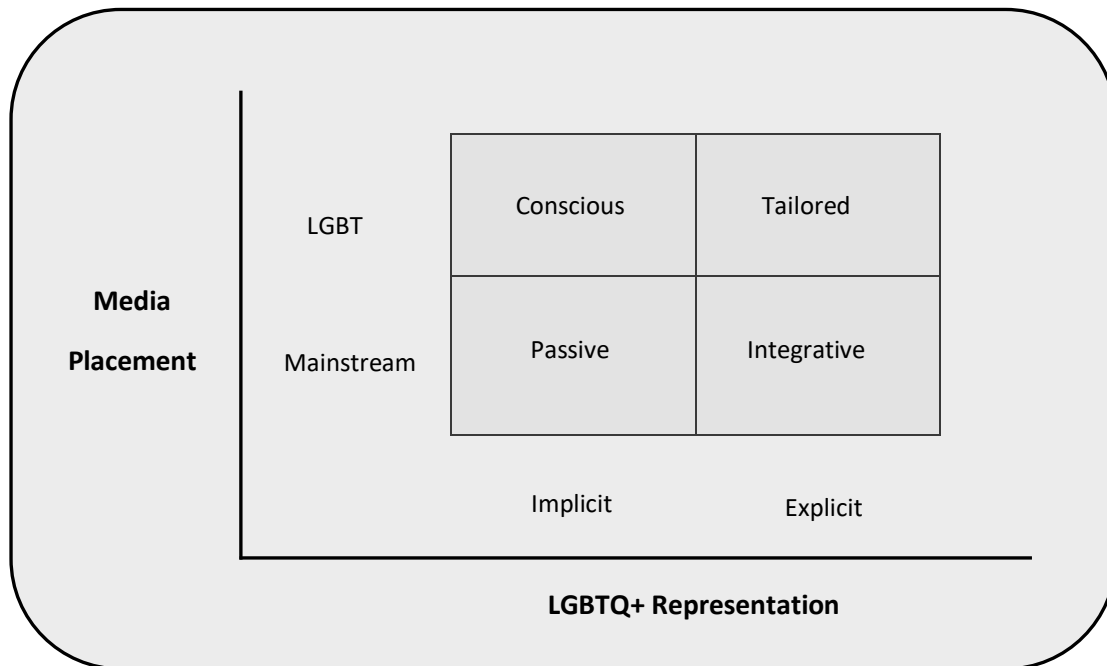 Conscious
Tailored
LGBT
Media
Placement
Passive
Integrative
Mainstream
Implicit
Explicit
LGBTQ+ Representation